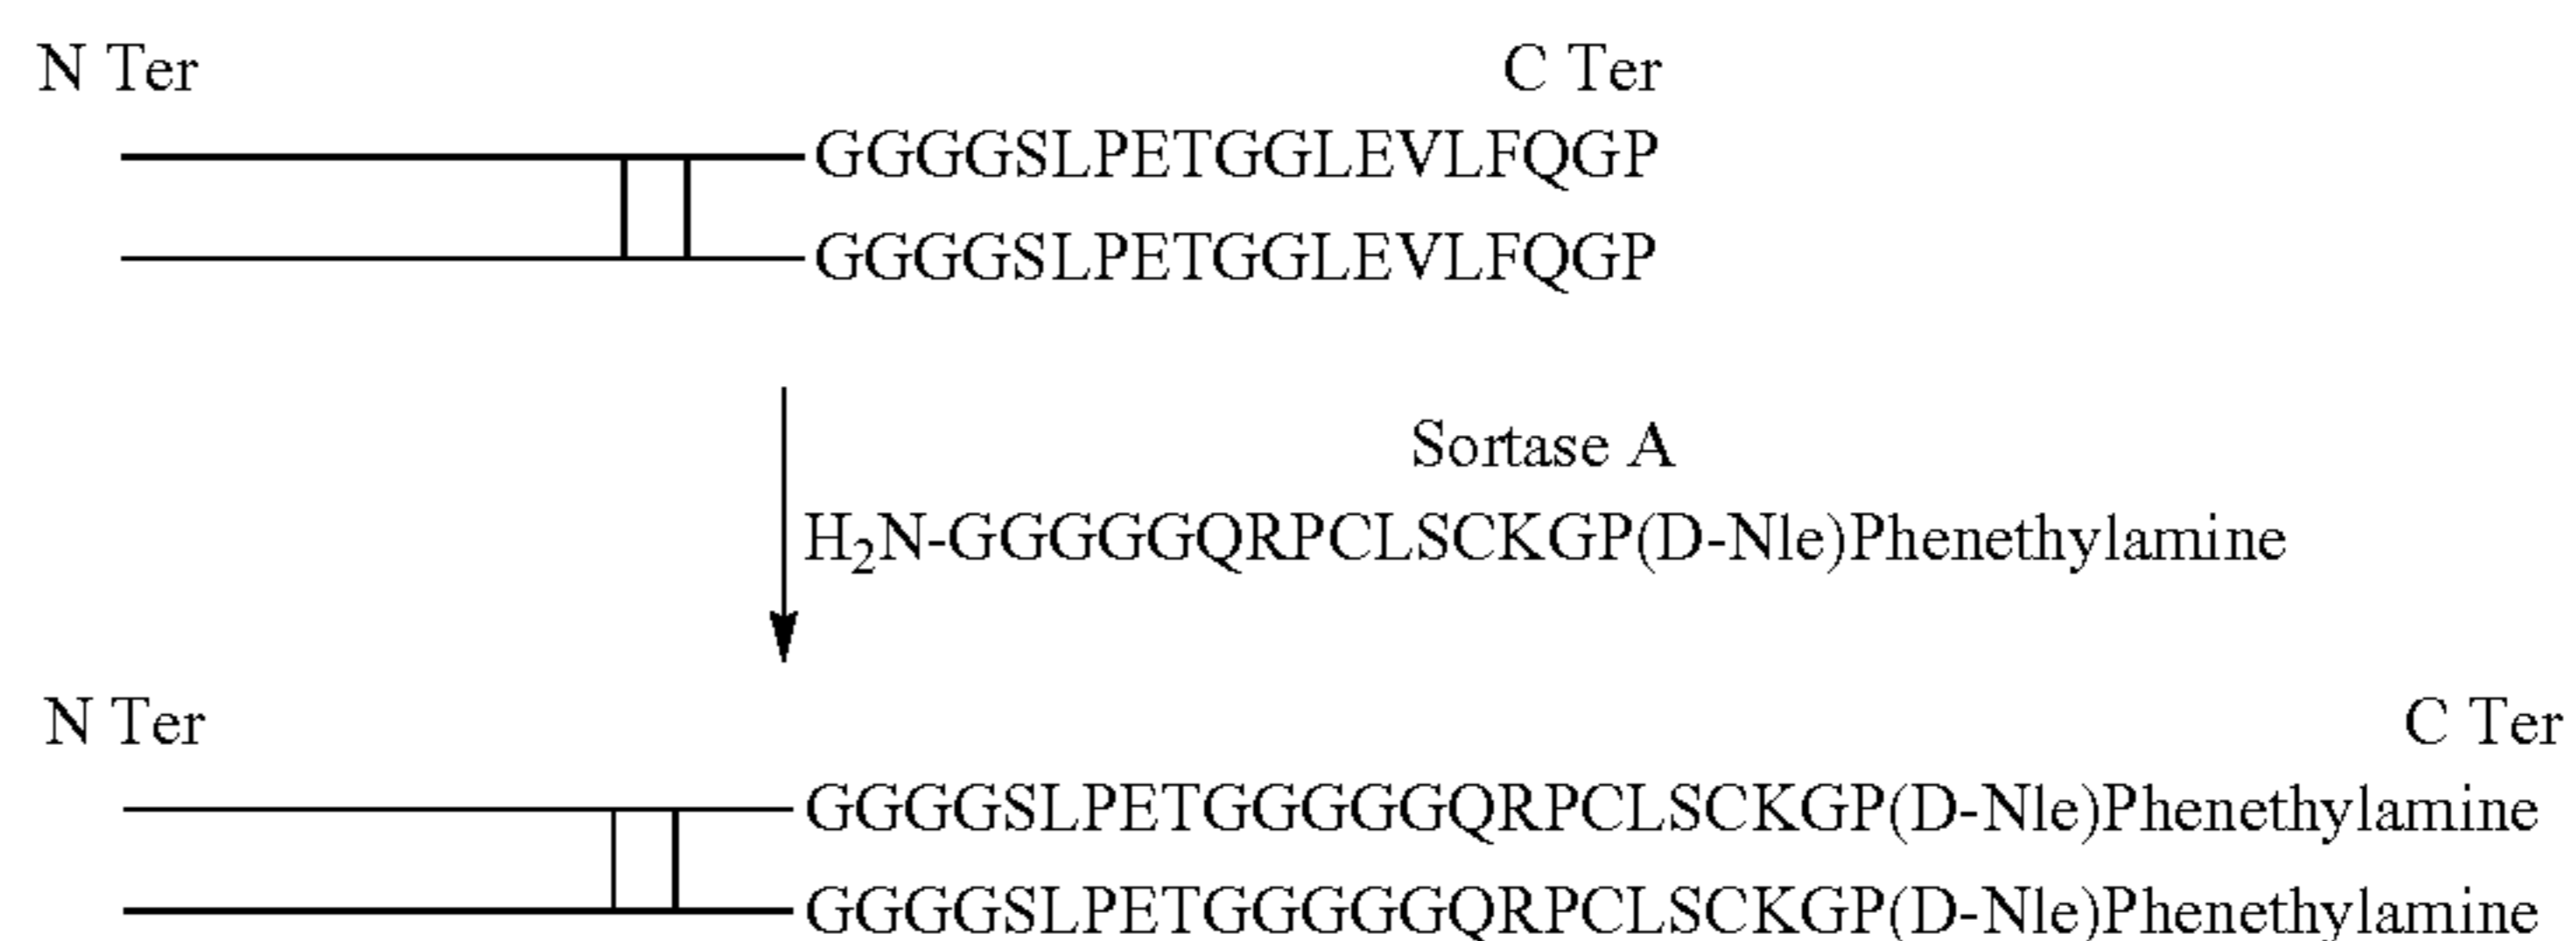 N Ter C Ter
GGGGSLPETGGLEVLFQGP
GGGGSLPETGGLEVLFQGP
Sortase A
H₂N-GGGGGQRPCLSCKGP(D-Nle)Phenethylamine
N Ter C Ter
GGGGSLPETGGGGGQRPCLSCKGP(D-Nle)Phenethylamine
GGGGSLPETGGGGGQRPCLSCKGP(D-Nle)Phenethylamine